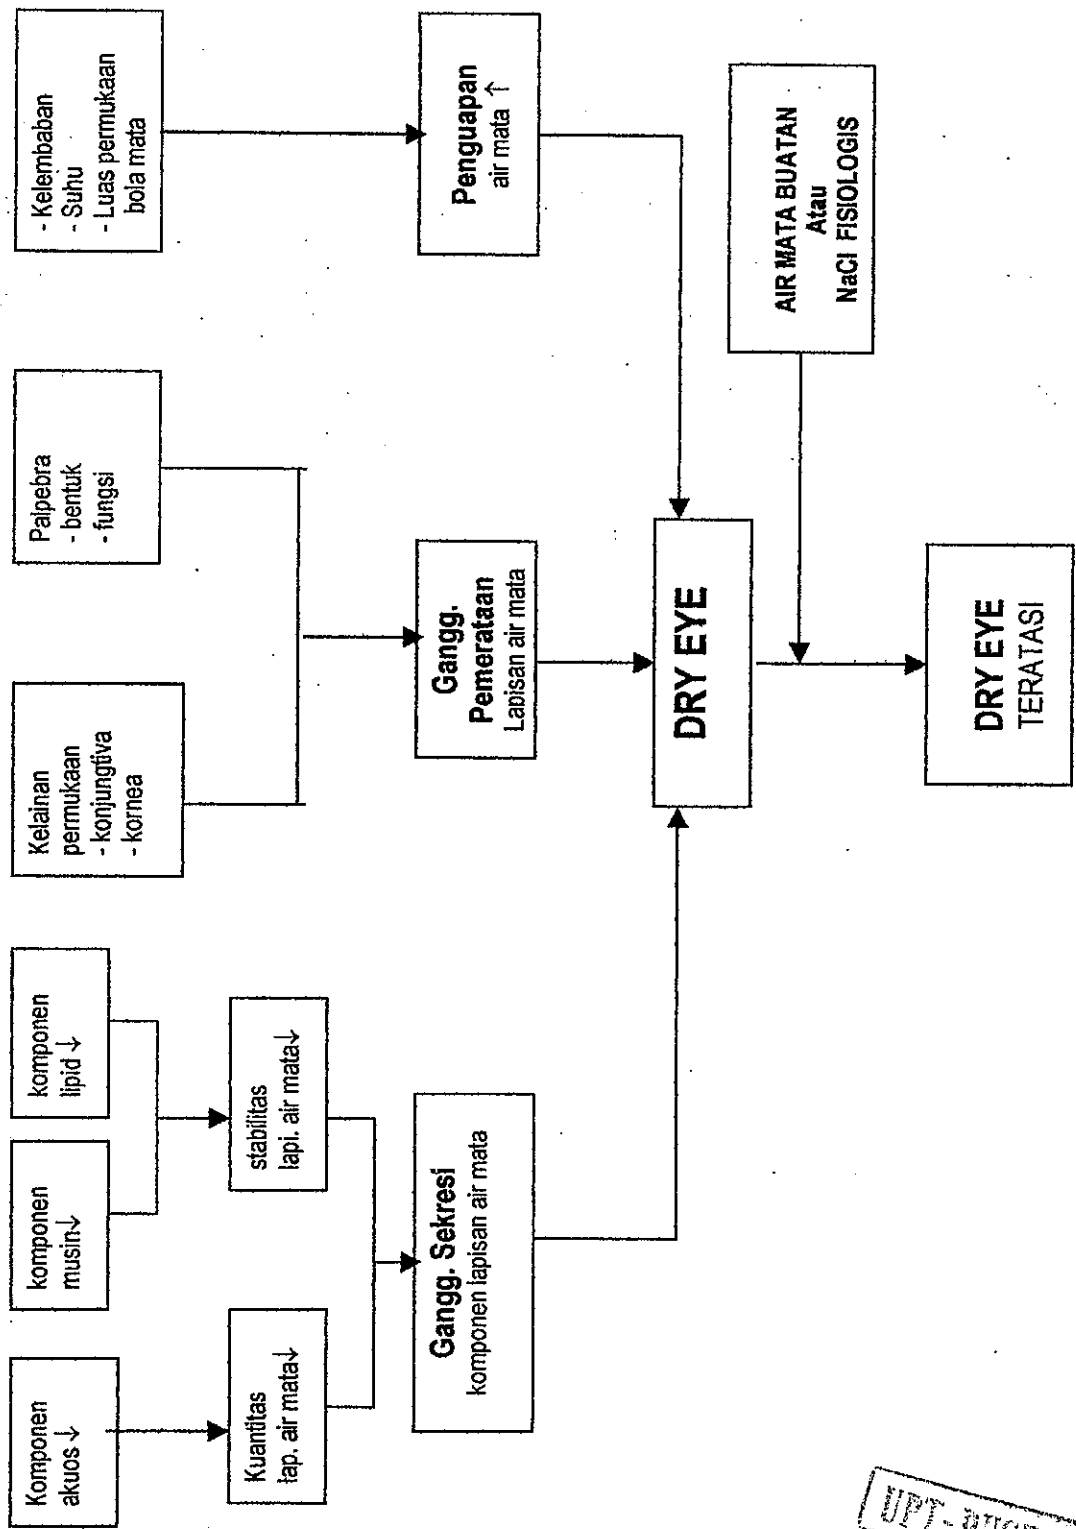 Komponen
akuos ↓
komponen
musin↓
komponen
lipid ↓
Kelainan
permukaan
- konjungtiva
- kornea
Palpebra
- bentuk
- fungsi
- Kelembaban
- Suhu
- Luas permukaan
bola mata
Kuantitas
lap. air mata↓
stabilitas
lapi. air mata↓
Gangg. Sekresi
komponen lapisan air mata
Gangg.
Pemerataan
Lapisan air mata
Penguapan
air mata ↑
DRY EYE
AIR MATA BUATAN
Atau
NaCl FISIOLOGIS
DRY EYE
TERATASI